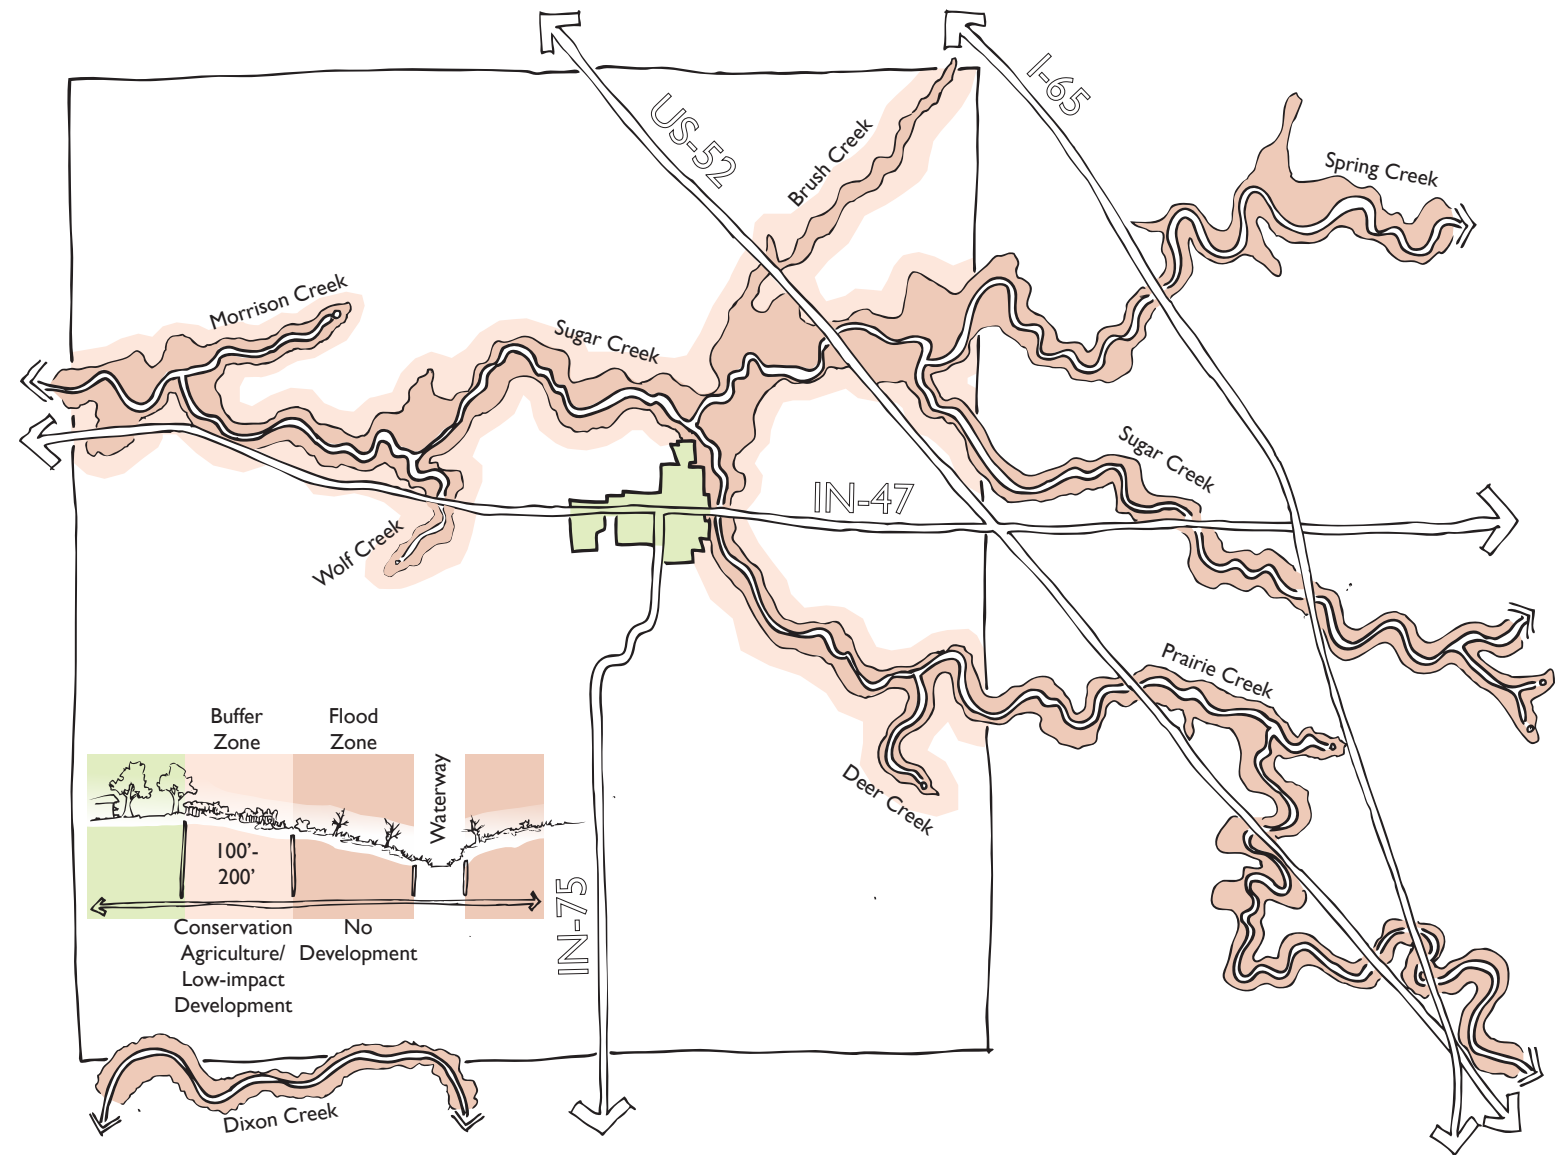 I-65
US-52
Brush Creek
Spring Creek
Morrison Creek
Sugar Creek
Sugar Creek
IN-47
Wolf Creek
Prairie Creek
Deer Creek
Buffer
Zone
Flood
Zone
Waterway
100'-
200'
Conservation
Agriculture/
Low-impact
Development
No
Development
IN-75
Dixon Creek